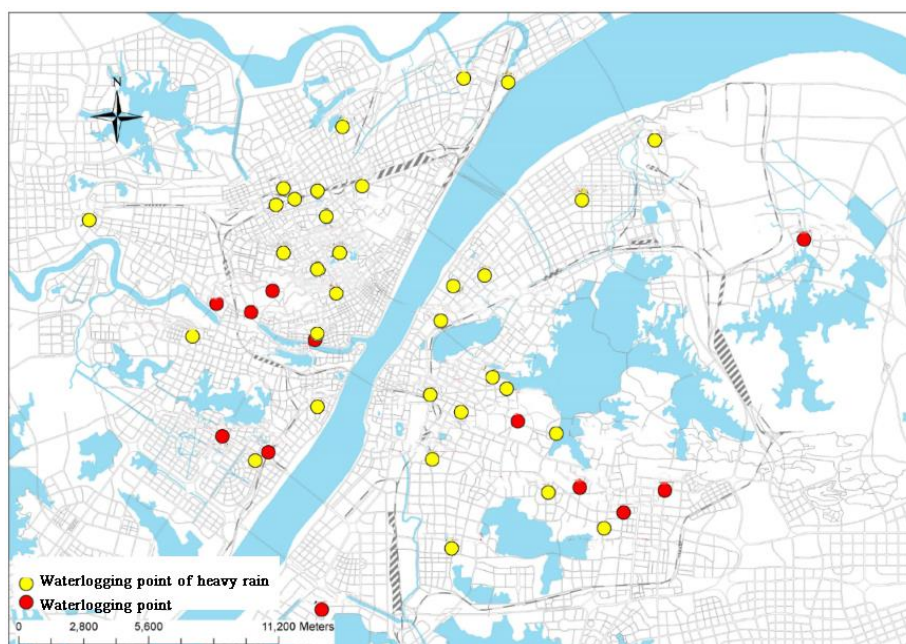 N
Waterlogging point of heavy rain
Waterlogging point
0 2,800 5,600 11,200 Meters